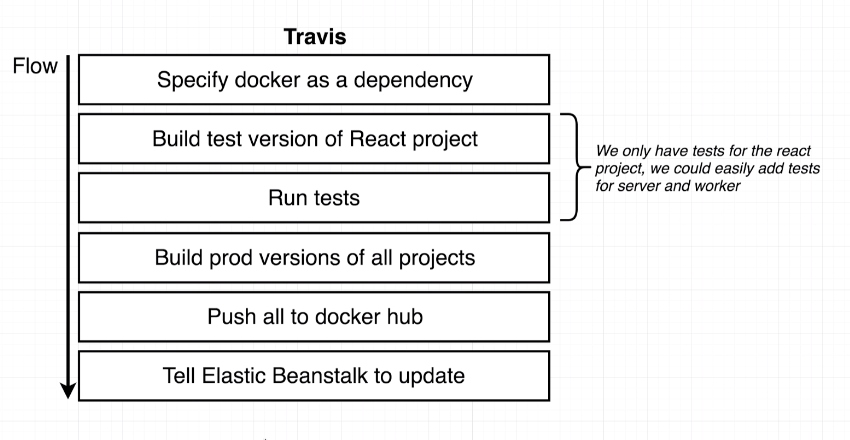 Travis
Flow
Specify docker as a dependency
Build test version of React project
We only have tests for the react
project, we could easily add tests
for server and worker
Run tests
Build prod versions of all projects
Push all to docker hub
Tell Elastic Beanstalk to update